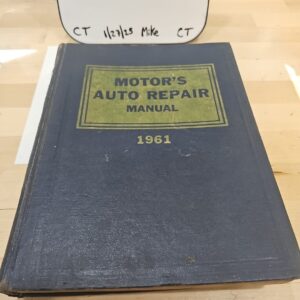 CT 1/27/25 Mike CT
MOTOR'S
AUTO REPAIR
MANUAL
1961